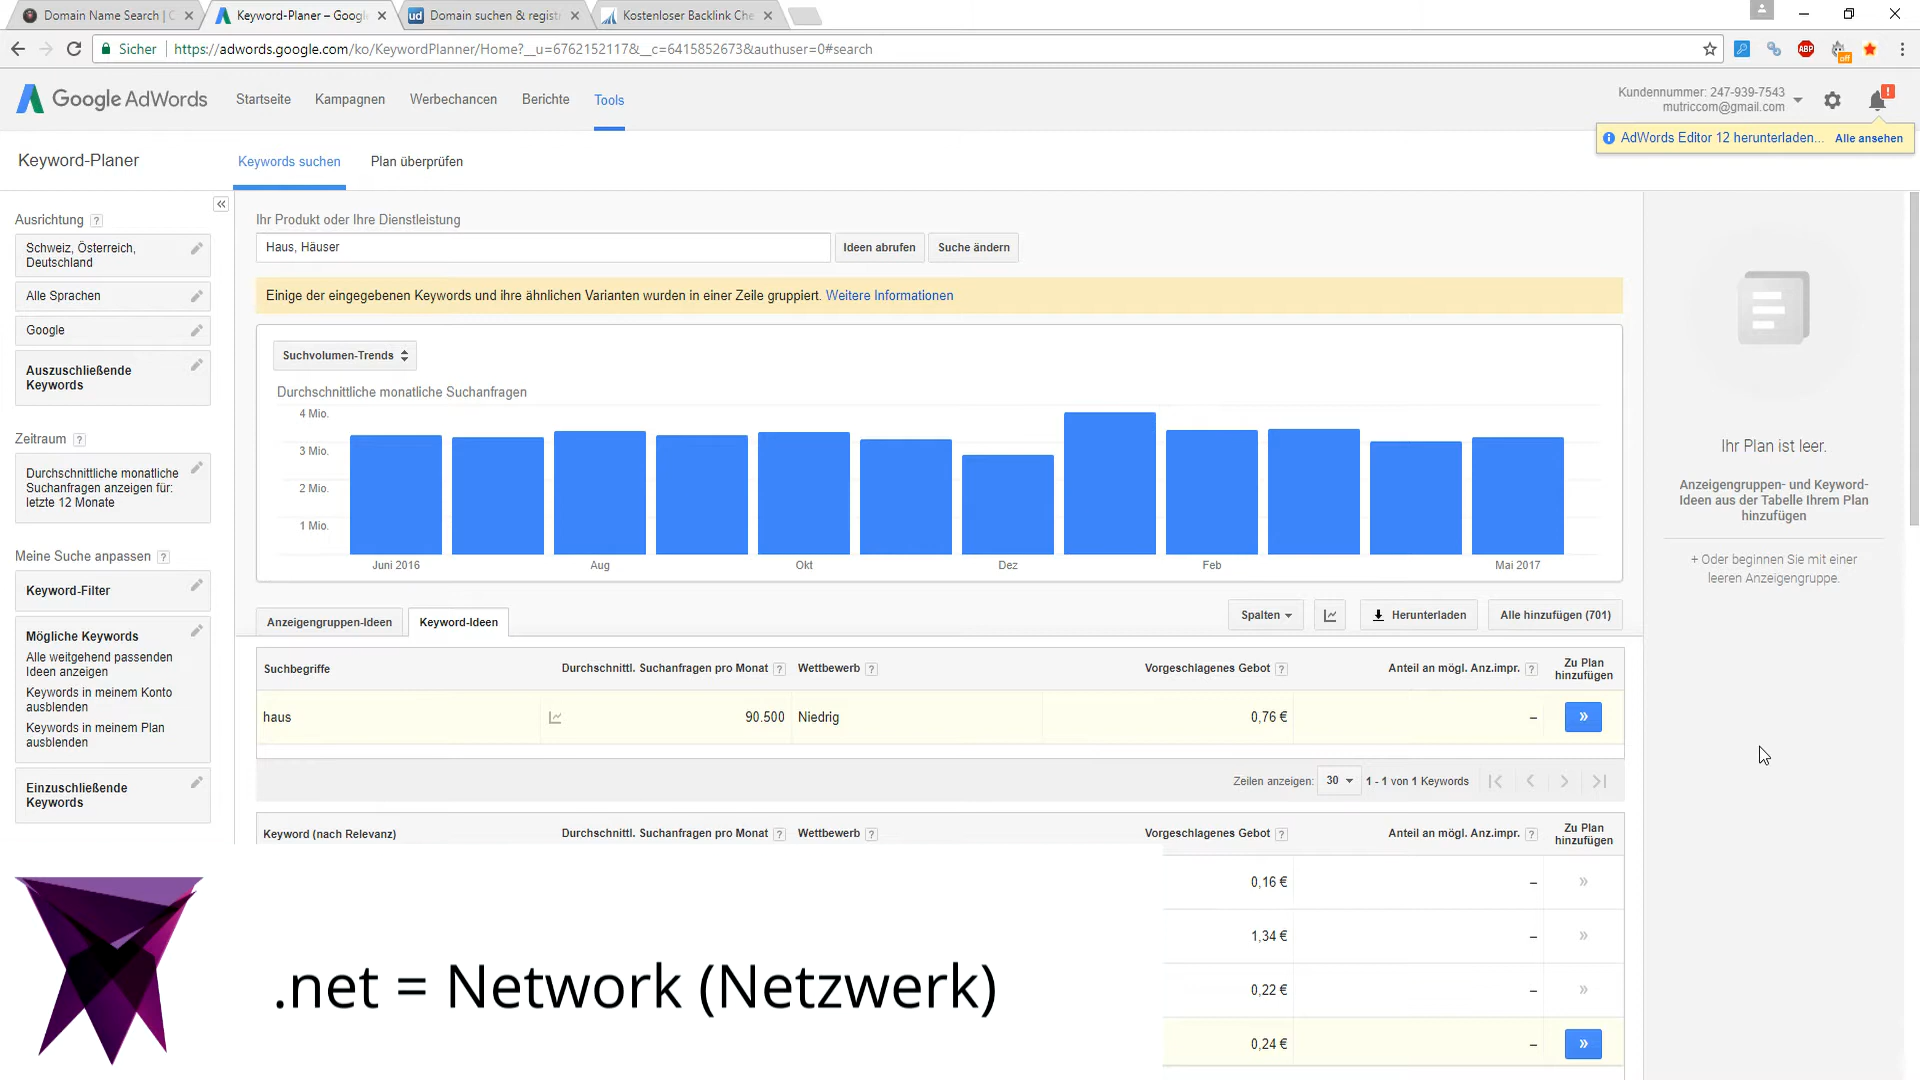 Domain Name Search | C
Keyword-Planer – Google
Domain suchen & registr
Kostenloser Backlink Che
Sicher
https://adwords.google.com/ko/KeywordPlanner/Home?__u=6762152117&__c=6415852673&authuser=0#search
ABP
off
Google AdWords
Startseite
Kampagnen
Werbechancen
Berichte
Tools
Kundennummer: 247-939-7543
mutriccom@gmail.com
!
AdWords Editor 12 herunterladen... Alle ansehen
Keyword-Planer
Keywords suchen
Plan überprüfen
Ausrichtung ?
Schweiz, Österreich,
Deutschland
Alle Sprachen
Google
Auszuschließende
Keywords
Zeitraum ?
Durchschnittliche monatliche
Suchanfragen anzeigen für:
letzte 12 Monate
Meine Suche anpassen ?
Keyword-Filter
Mögliche Keywords
Alle weitgehend passenden
Ideen anzeigen
Keywords in meinem Konto
ausblenden
Keywords in meinem Plan
ausblenden
Einzuschließende
Keywords
Ihr Produkt oder Ihre Dienstleistung
Haus, Häuser
Ideen abrufen
Suche ändern
Einige der eingegebenen Keywords und ihre ähnlichen Varianten wurden in einer Zeile gruppiert. Weitere Informationen
Suchvolumen-Trends
Durchschnittliche monatliche Suchanfragen
4 Mio.
3 Mio.
2 Mio.
1 Mio.
Juni 2016
Aug
Okt
Dez
Feb
Mai 2017
Anzeigengruppen-Ideen
Keyword-Ideen
Spalten
Herunterladen
Alle hinzufügen (701)
Suchbegriffe
Durchschnittl. Suchanfragen pro Monat ?
Wettbewerb ?
Vorgeschlagenes Gebot ?
Anteil an mögl. Anz.impr. ?
Zu Plan
hinzufügen
haus
90.500
Niedrig
0,76 €
–
»
Zeilen anzeigen: 30
1 - 1 von 1 Keywords
Keyword (nach Relevanz)
Durchschnittl. Suchanfragen pro Monat ?
Wettbewerb ?
Vorgeschlagenes Gebot ?
Anteil an mögl. Anz.impr. ?
Zu Plan
hinzufügen
0,16 €
–
»
1,34 €
–
»
0,22 €
–
»
0,24 €
–
»
Ihr Plan ist leer.
Anzeigengruppen- und Keyword-
Ideen aus der Tabelle Ihrem Plan
hinzufügen
+ Oder beginnen Sie mit einer
leeren Anzeigengruppe.
.net = Network (Netzwerk)